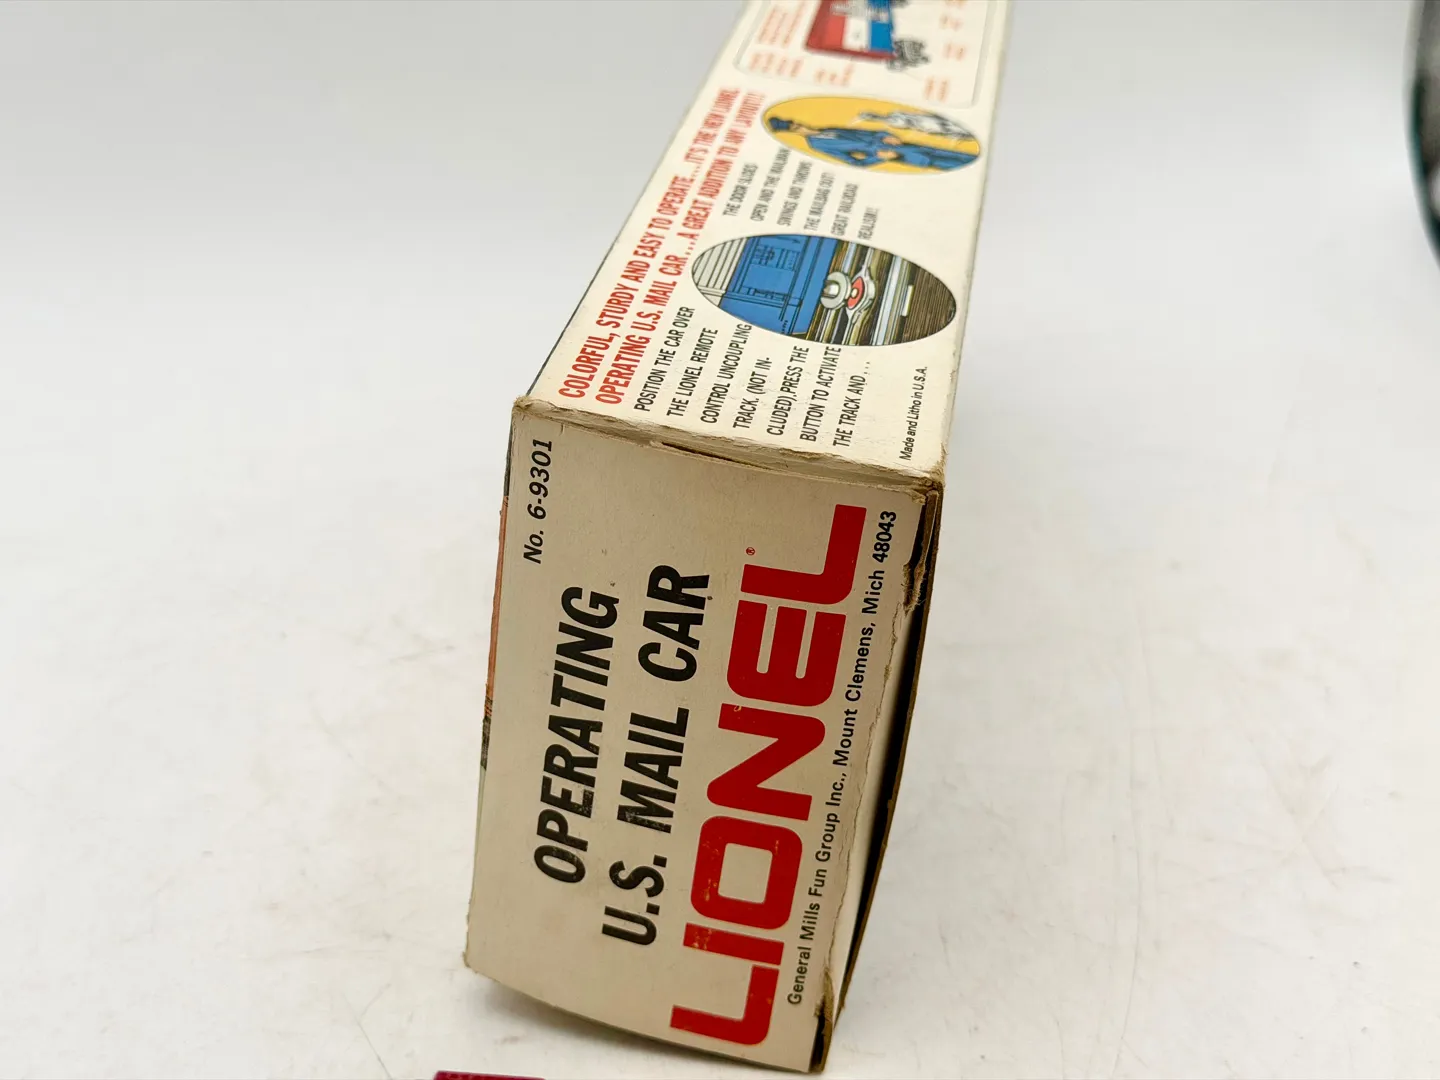 No. 6-9301
OPERATING
U.S. MAIL CAR
LIONEL®
General Mills Fun Group Inc., Mount Clemens, Mich 48043
COLORFUL, STURDY AND EASY TO OPERATE...IT'S THE NEW LIONEL
OPERATING U.S. MAIL CAR...A GREAT ADDITION TO ANY LAYOUT!!
POSITION THE CAR OVER
THE LIONEL REMOTE
CONTROL UNCOUPLING
TRACK. (NOT IN-
CLUDED).PRESS THE
BUTTON TO ACTIVATE
THE TRACK AND ...
THE DOOR SLIDES
OPEN AND THE MAILMAN
SWINGS AND THROWS
THE MAILBAG OUT!
GREAT RAILROAD
REALISM!!
Made and Litho in U.S.A.